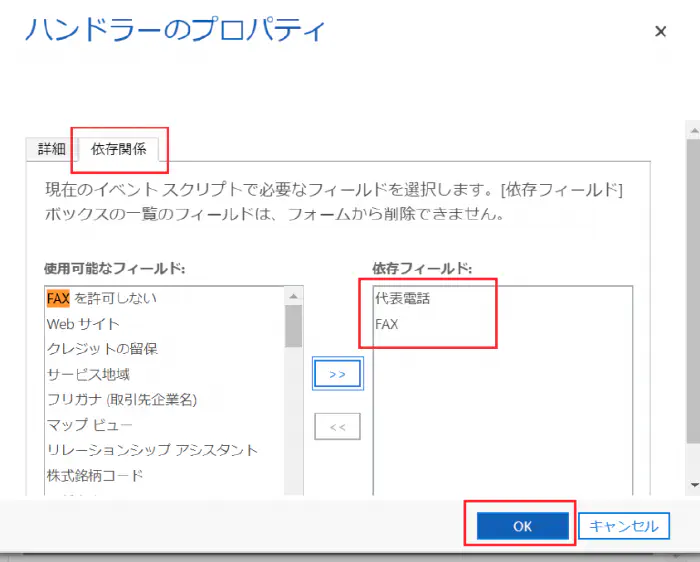 ハンドラーのプロパティ
×
詳細
依存関係
現在のイベント スクリプトで必要なフィールドを選択します。[依存フィールド]
ボックスの一覧のフィールドは、フォームから削除できません。
使用可能なフィールド:
FAX を許可しない
Web サイト
クレジットの留保
サービス地域
フリガナ (取引先企業名)
マップ ビュー
リレーションシップ アシスタント
株式銘柄コード
>>
<<
依存フィールド:
代表電話
FAX
OK
キャンセル